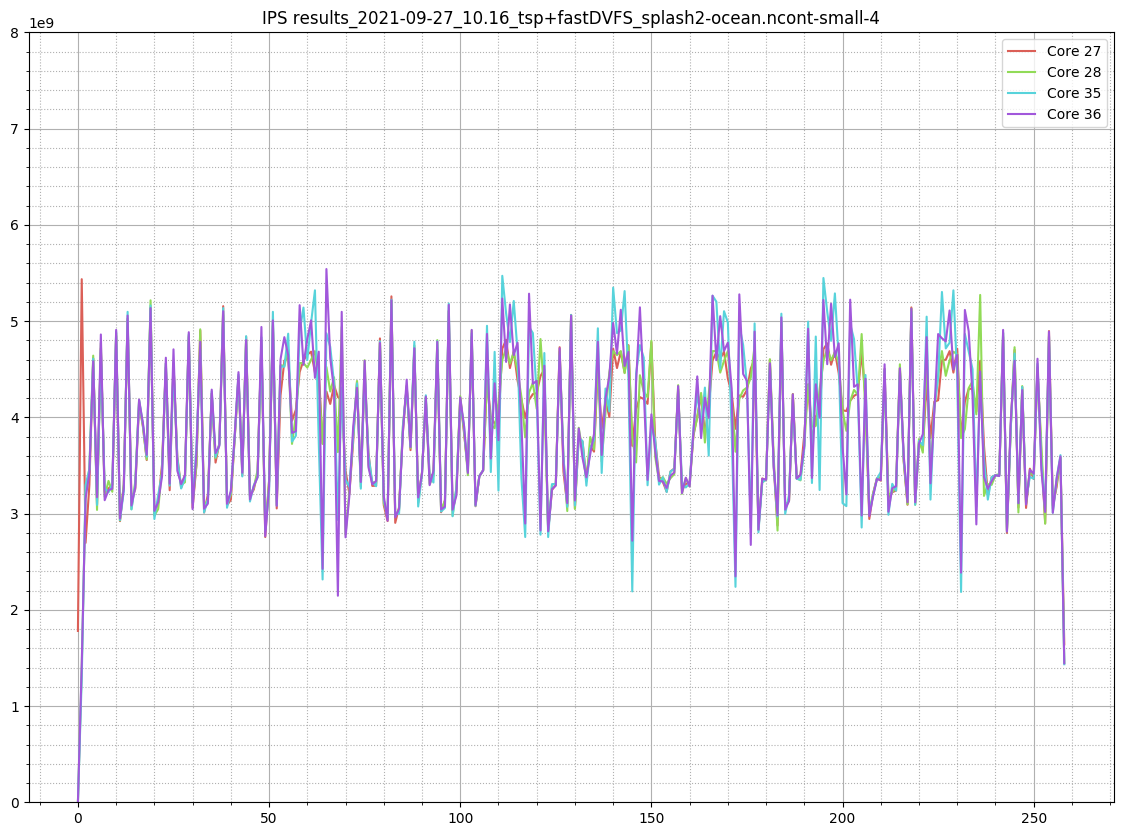 IPS results_2021-09-27_10.16_tsp+fastDVFS_splash2-ocean.ncont-small-4
1e9
8
7
6
5
4
3
2
1
0
Core 27
Core 28
Core 35
Core 36
0 50 100 150 200 250